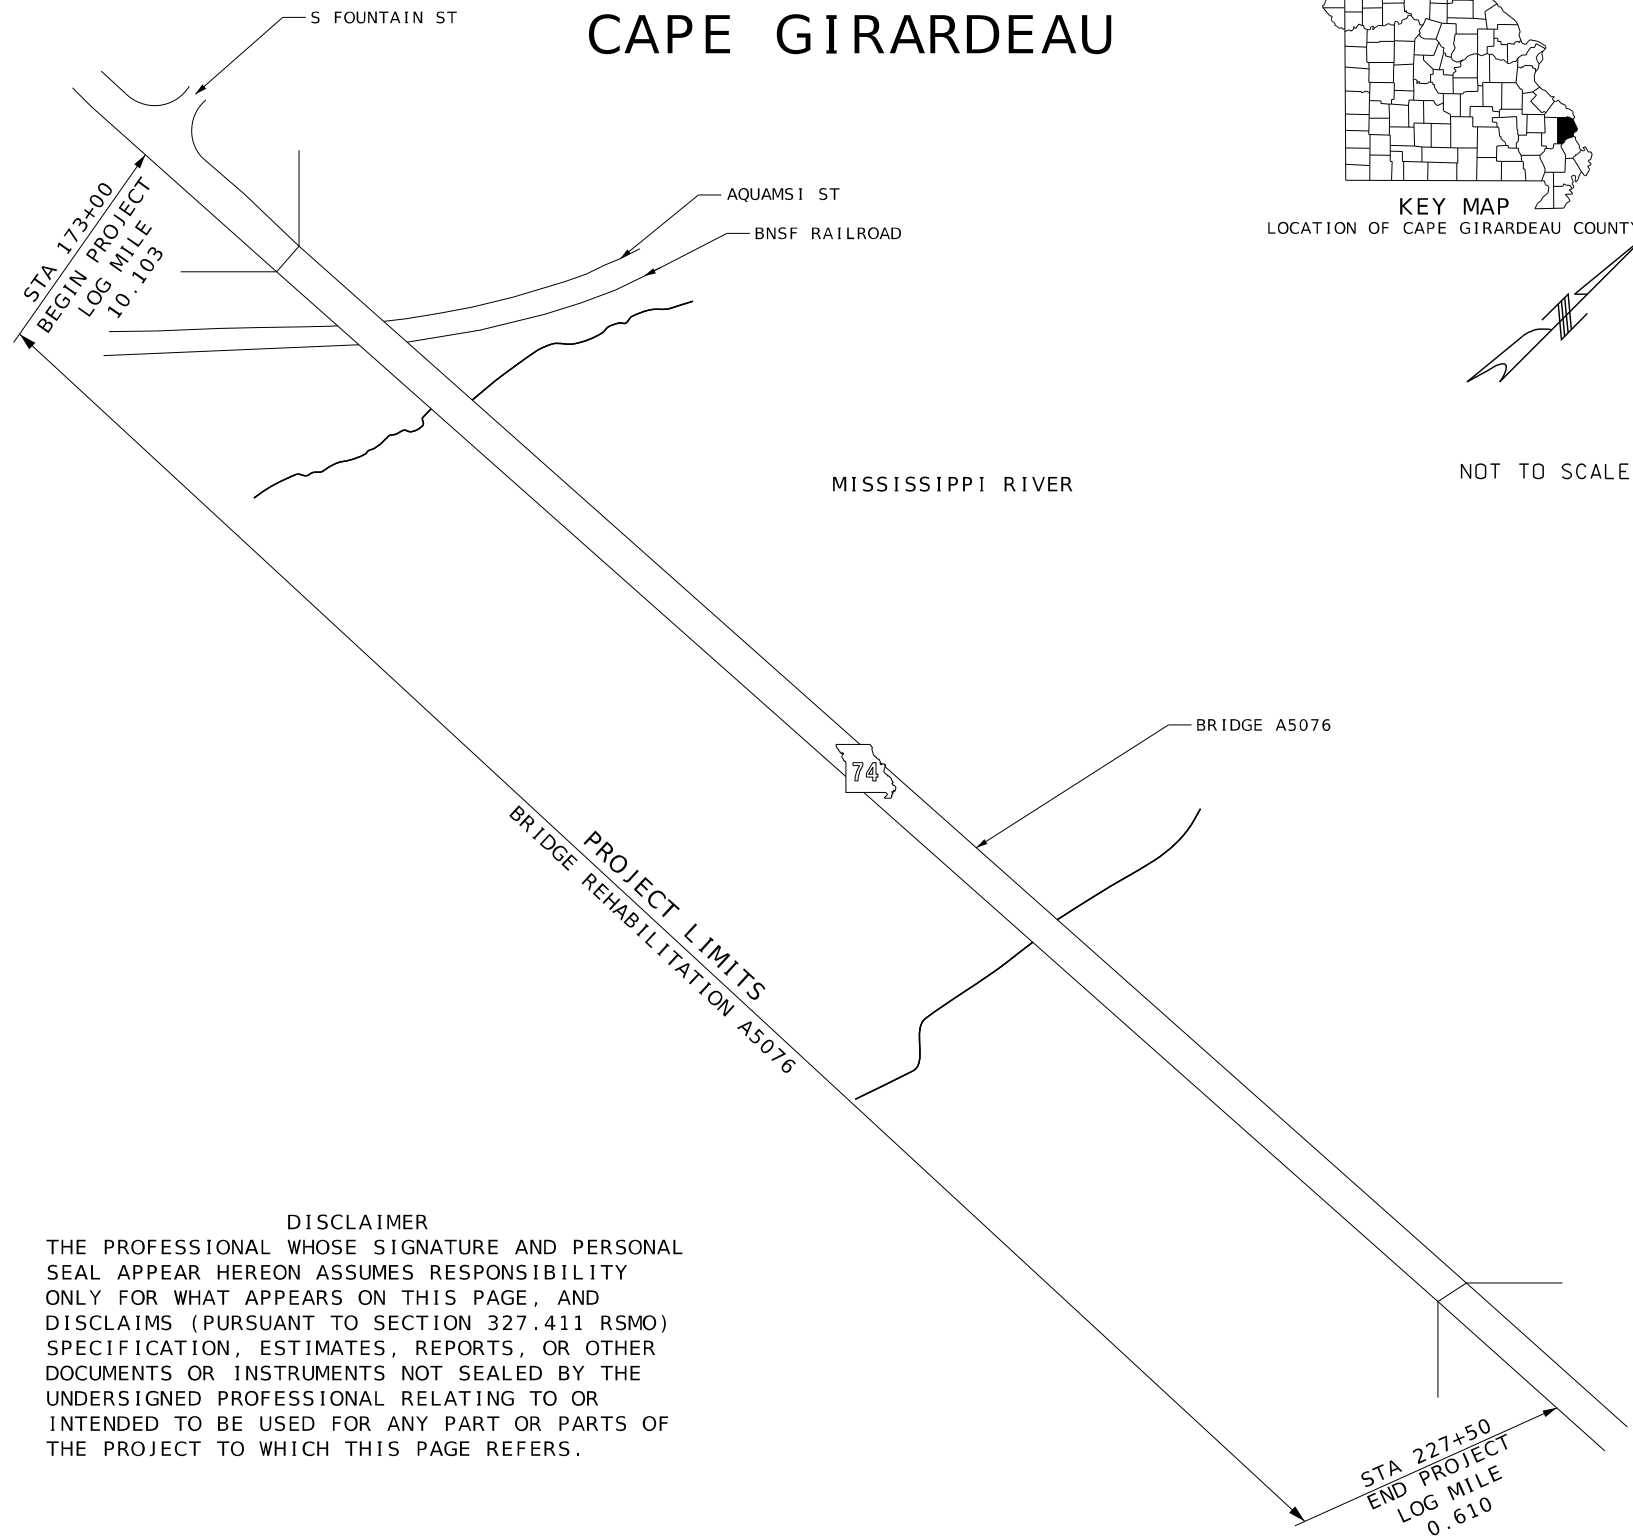 S FOUNTAIN ST
CAPE GIRARDEAU
KEY MAP
LOCATION OF CAPE GIRARDEAU COUNTY
AQUAMSI ST
BNSF RAILROAD
STA 173+00
BEGIN PROJECT
LOG MILE
10.103
MISSISSIPPI RIVER
NOT TO SCALE
BRIDGE A5076
74
PROJECT LIMITS
BRIDGE REHABILITATION A5076
DISCLAIMER
THE PROFESSIONAL WHOSE SIGNATURE AND PERSONAL
SEAL APPEAR HEREON ASSUMES RESPONSIBILITY
ONLY FOR WHAT APPEARS ON THIS PAGE, AND
DISCLAIMS (PURSUANT TO SECTION 327.411 RSMO)
SPECIFICATION, ESTIMATES, REPORTS, OR OTHER
DOCUMENTS OR INSTRUMENTS NOT SEALED BY THE
UNDERSIGNED PROFESSIONAL RELATING TO OR
INTENDED TO BE USED FOR ANY PART OR PARTS OF
THE PROJECT TO WHICH THIS PAGE REFERS.
STA 227+50
END PROJECT
LOG MILE
0.610